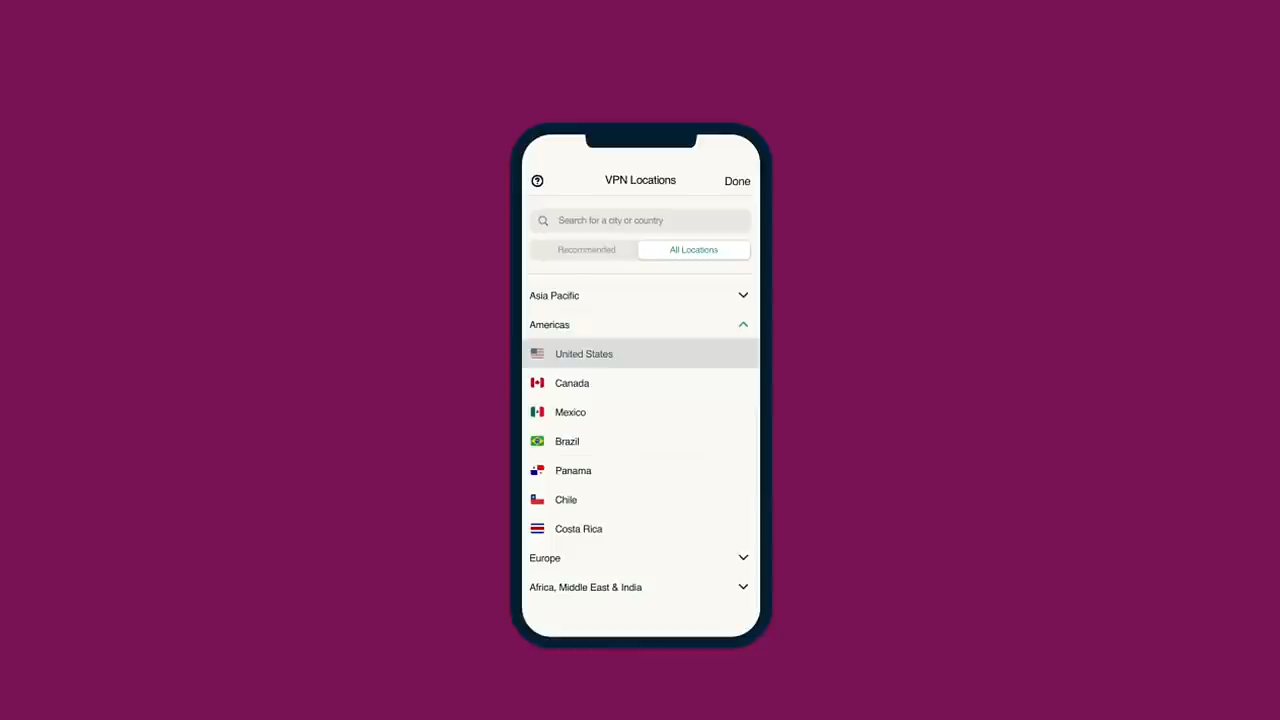 VPN Locations
Done
Search for a city or country
Recommended
All Locations
Asia Pacific
Americas
United States
Canada
Mexico
Brazil
Panama
Chile
Costa Rica
Europe
Africa, Middle East & India